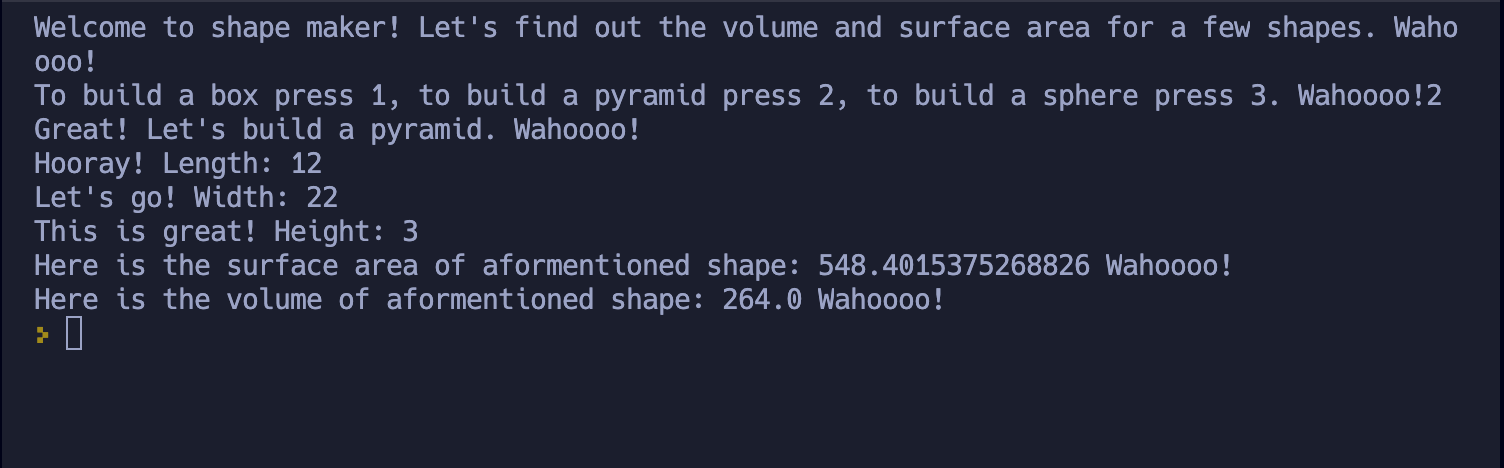 Welcome to shape maker! Let's find out the volume and surface area for a few shapes. Waho
ooo!
To build a box press 1, to build a pyramid press 2, to build a sphere press 3. Wahoooo!2
Great! Let's build a pyramid. Wahoooo!
Hooray! Length: 12
Let's go! Width: 22
This is great! Height: 3
Here is the surface area of aformentioned shape: 548.4015375268826 Wahoooo!
Here is the volume of aformentioned shape: 264.0 Wahoooo!